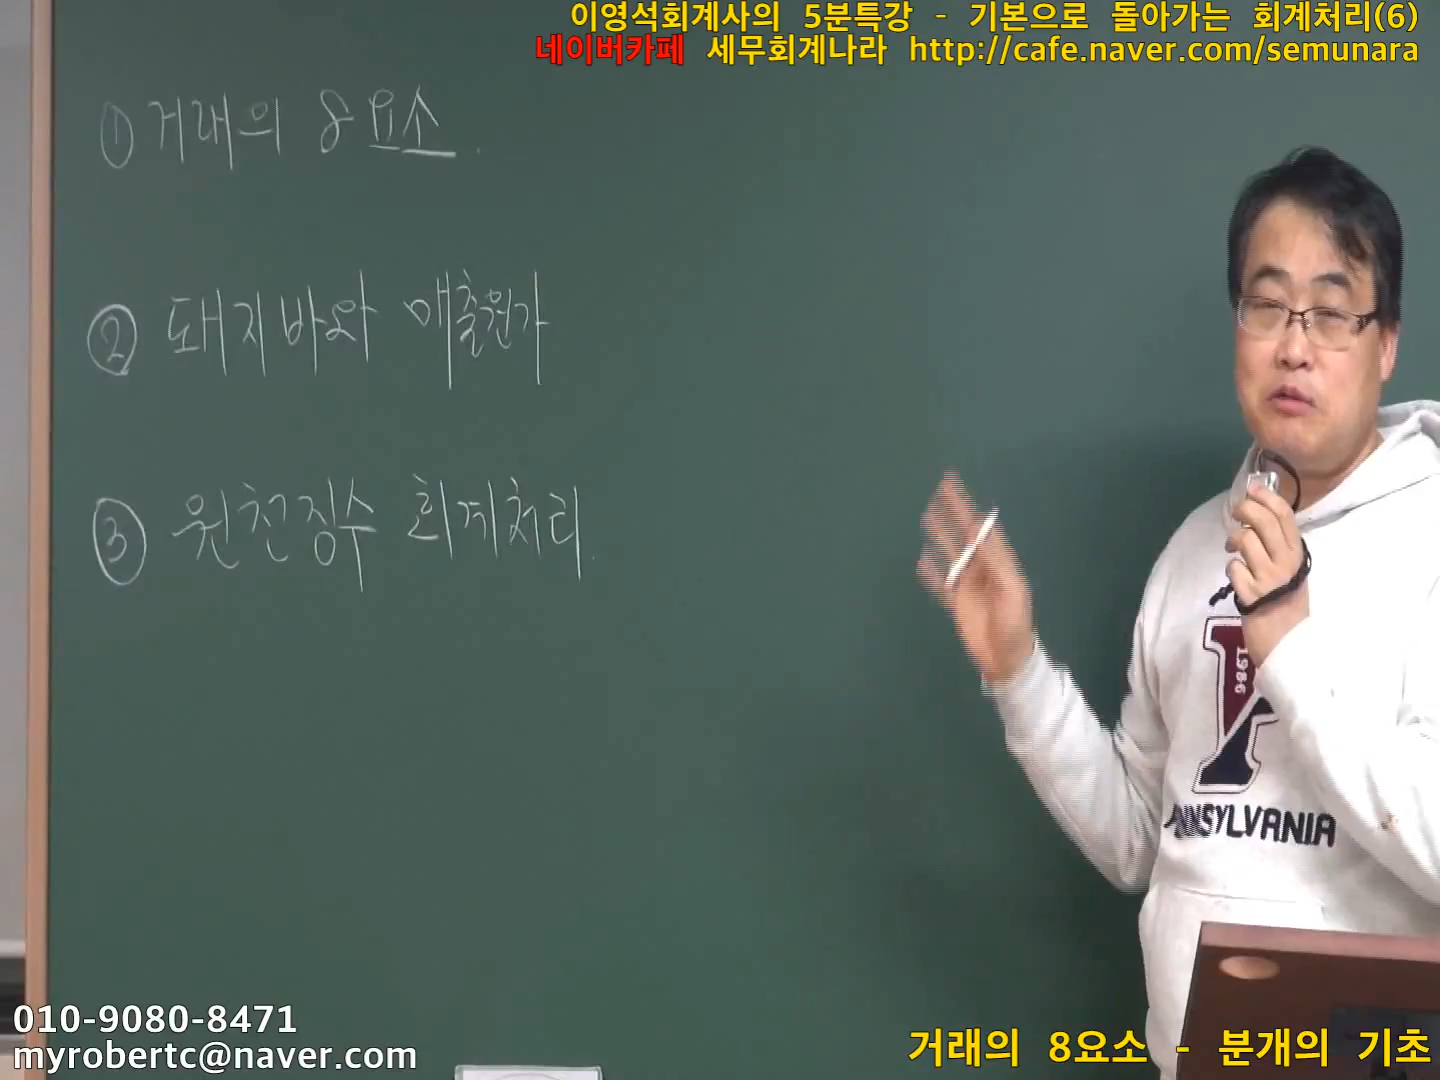 이영석회계사의 5분특강 - 기본으로 돌아가는 회계처리(6)
네이버카페 세무회계나라 http://cafe.naver.com/semunara
① 거래의 8요소.
② 돼지바와 매출원가
③ 원천징수 회계처리.
1986
NNSYLVANIA
010-9080-8471
myrobertc@naver.com
거래의 8요소 - 분개의 기초